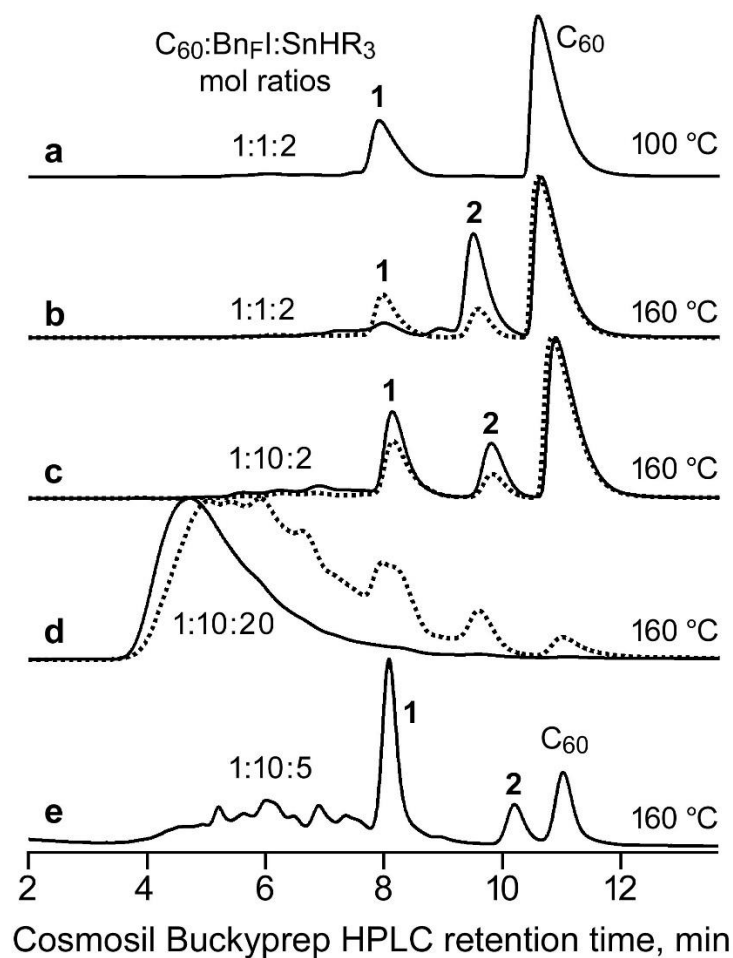 C₆₀:BnFI:SnHR₃
mol ratios
C₆₀
1
a 1:1:2 100 °C
2
1
b 1:1:2 160 °C
1
2
c 1:10:2 160 °C
d 1:10:20 160 °C
1
C₆₀
2
e 1:10:5 160 °C
2 4 6 8 10 12
Cosmosil Buckyprep HPLC retention time, min